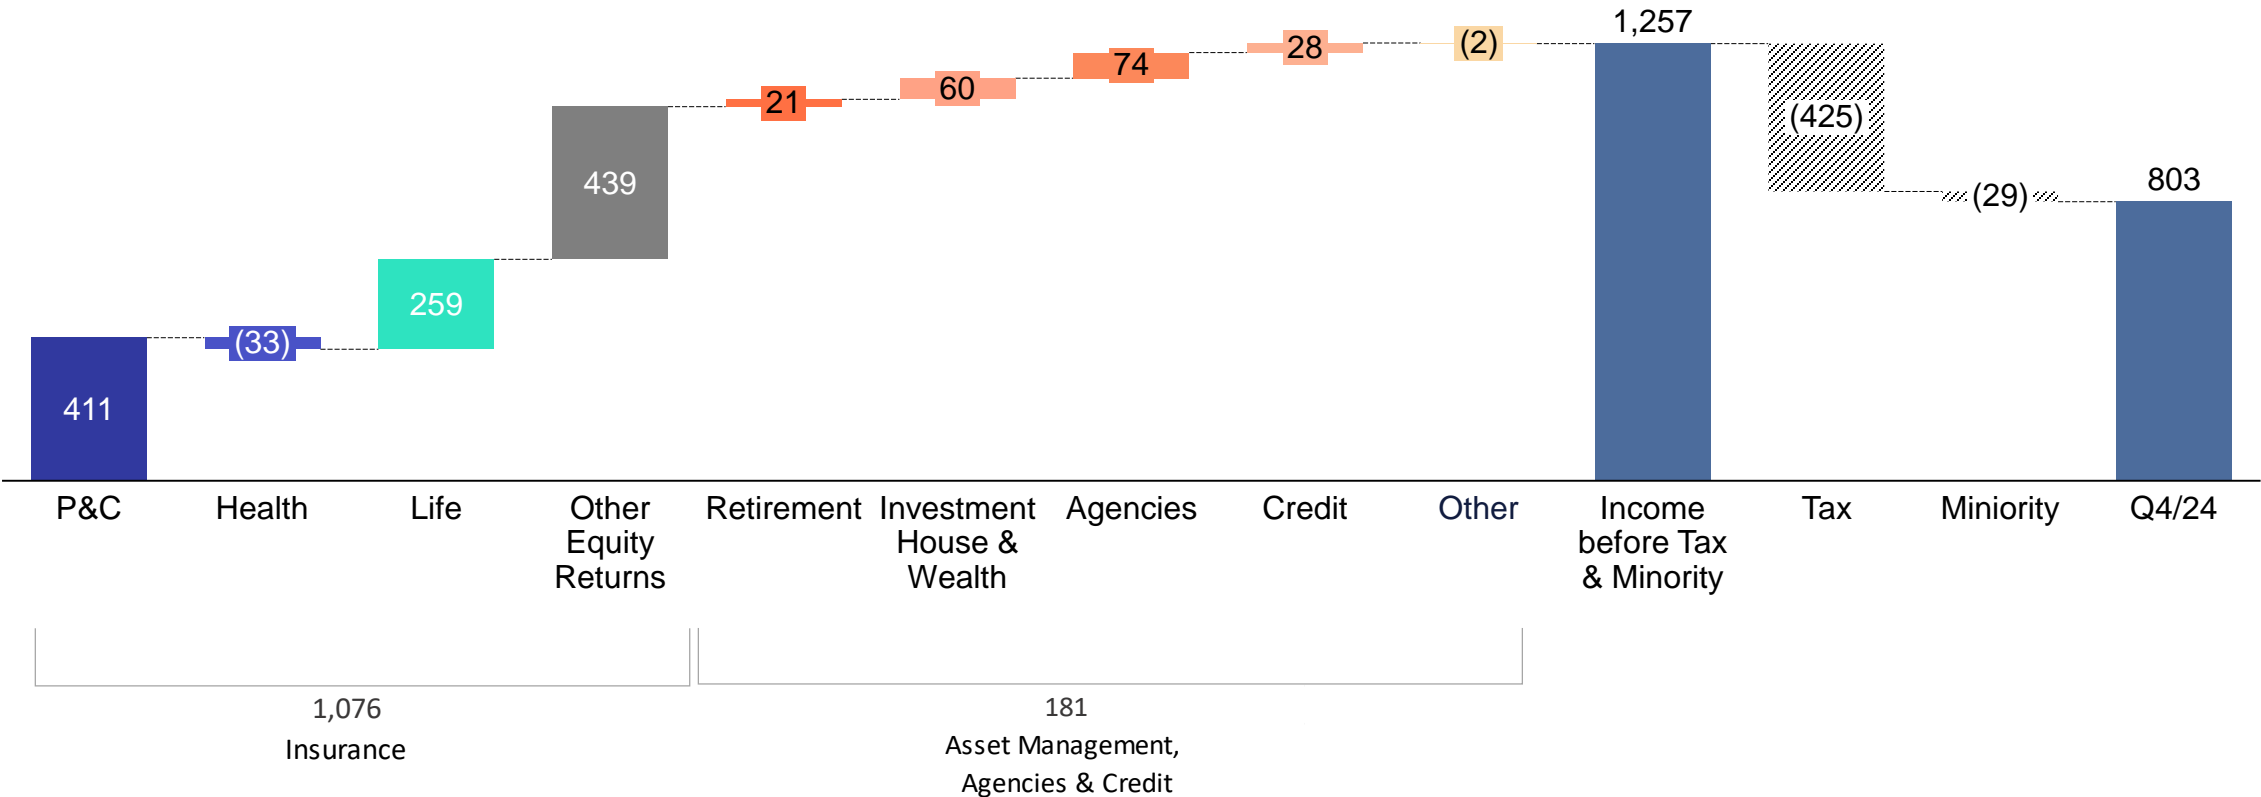 1,257
(2)
28
74
60
21
(425)
439
803
(29)
259
(33)
411
P&C
Health
Life
Other
Equity
Returns
Retirement
Investment
House &
Wealth
Agencies
Credit
Other
Income
before Tax
& Minority
Tax
Miniority
Q4/24
1,076
Insurance
181
Asset Management,
Agencies & Credit